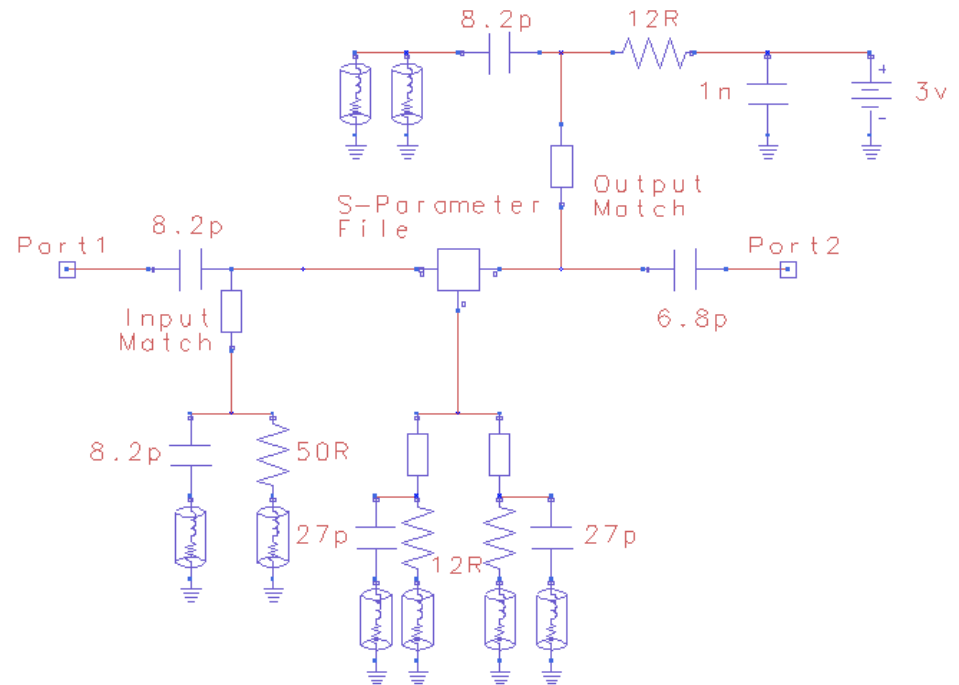 8.2p
12R
1n
3v
+
-
Output
Match
S-Parameter
File
8.2p
Port1
Port2
6.8p
Input
Match
8.2p
50R
27p
12R
27p